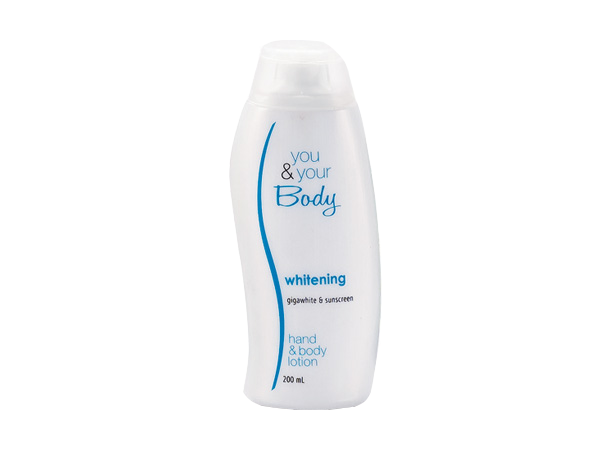 you
& your
Body
whitening
gigawhite & sunscreen
hand
& body
lotion
200 mL